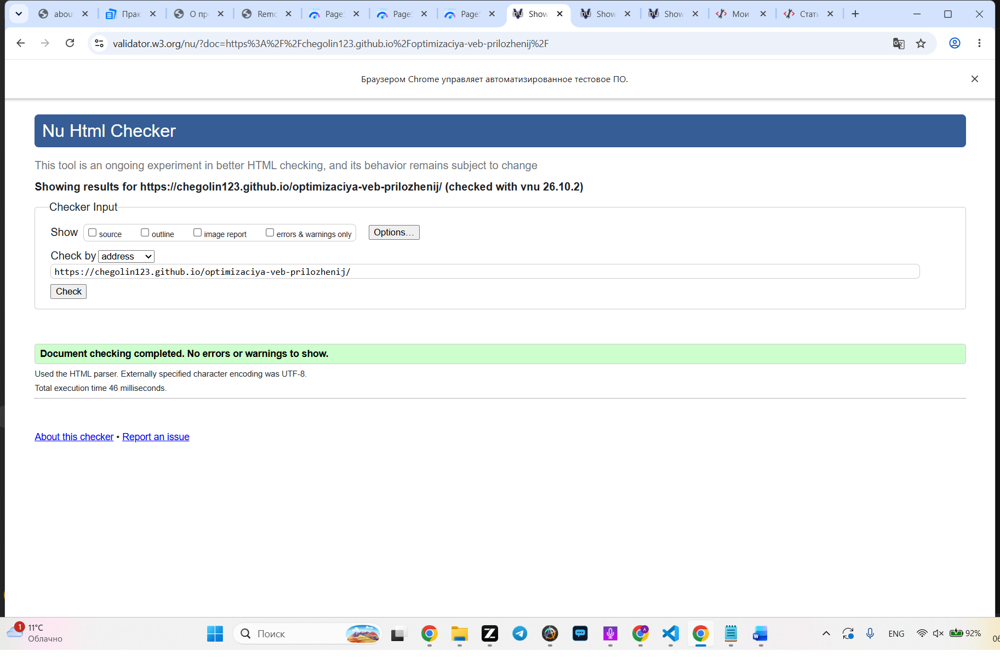 abou
Прак
О пр
Remo
Page
Page
Page
Show
Show
Show
Мои
Стати
validator.w3.org/nu/?doc=https%3A%2F%2Fchegolin123.github.io%2Foptimizaciya-veb-prilozhenij%2F
Браузером Chrome управляет автоматизированное тестовое ПО.
Nu Html Checker
This tool is an ongoing experiment in better HTML checking, and its behavior remains subject to change
Showing results for https://chegolin123.github.io/optimizaciya-veb-prilozhenij/ (checked with vnu 26.10.2)
Checker Input
Show source outline image report errors & warnings only Options...
Check by address
https://chegolin123.github.io/optimizaciya-veb-prilozhenij/
Check
Document checking completed. No errors or warnings to show.
Used the HTML parser. Externally specified character encoding was UTF-8.
Total execution time 46 milliseconds.
About this checker • Report an issue
1
11°C
Облачно
Поиск
ENG
92%
06